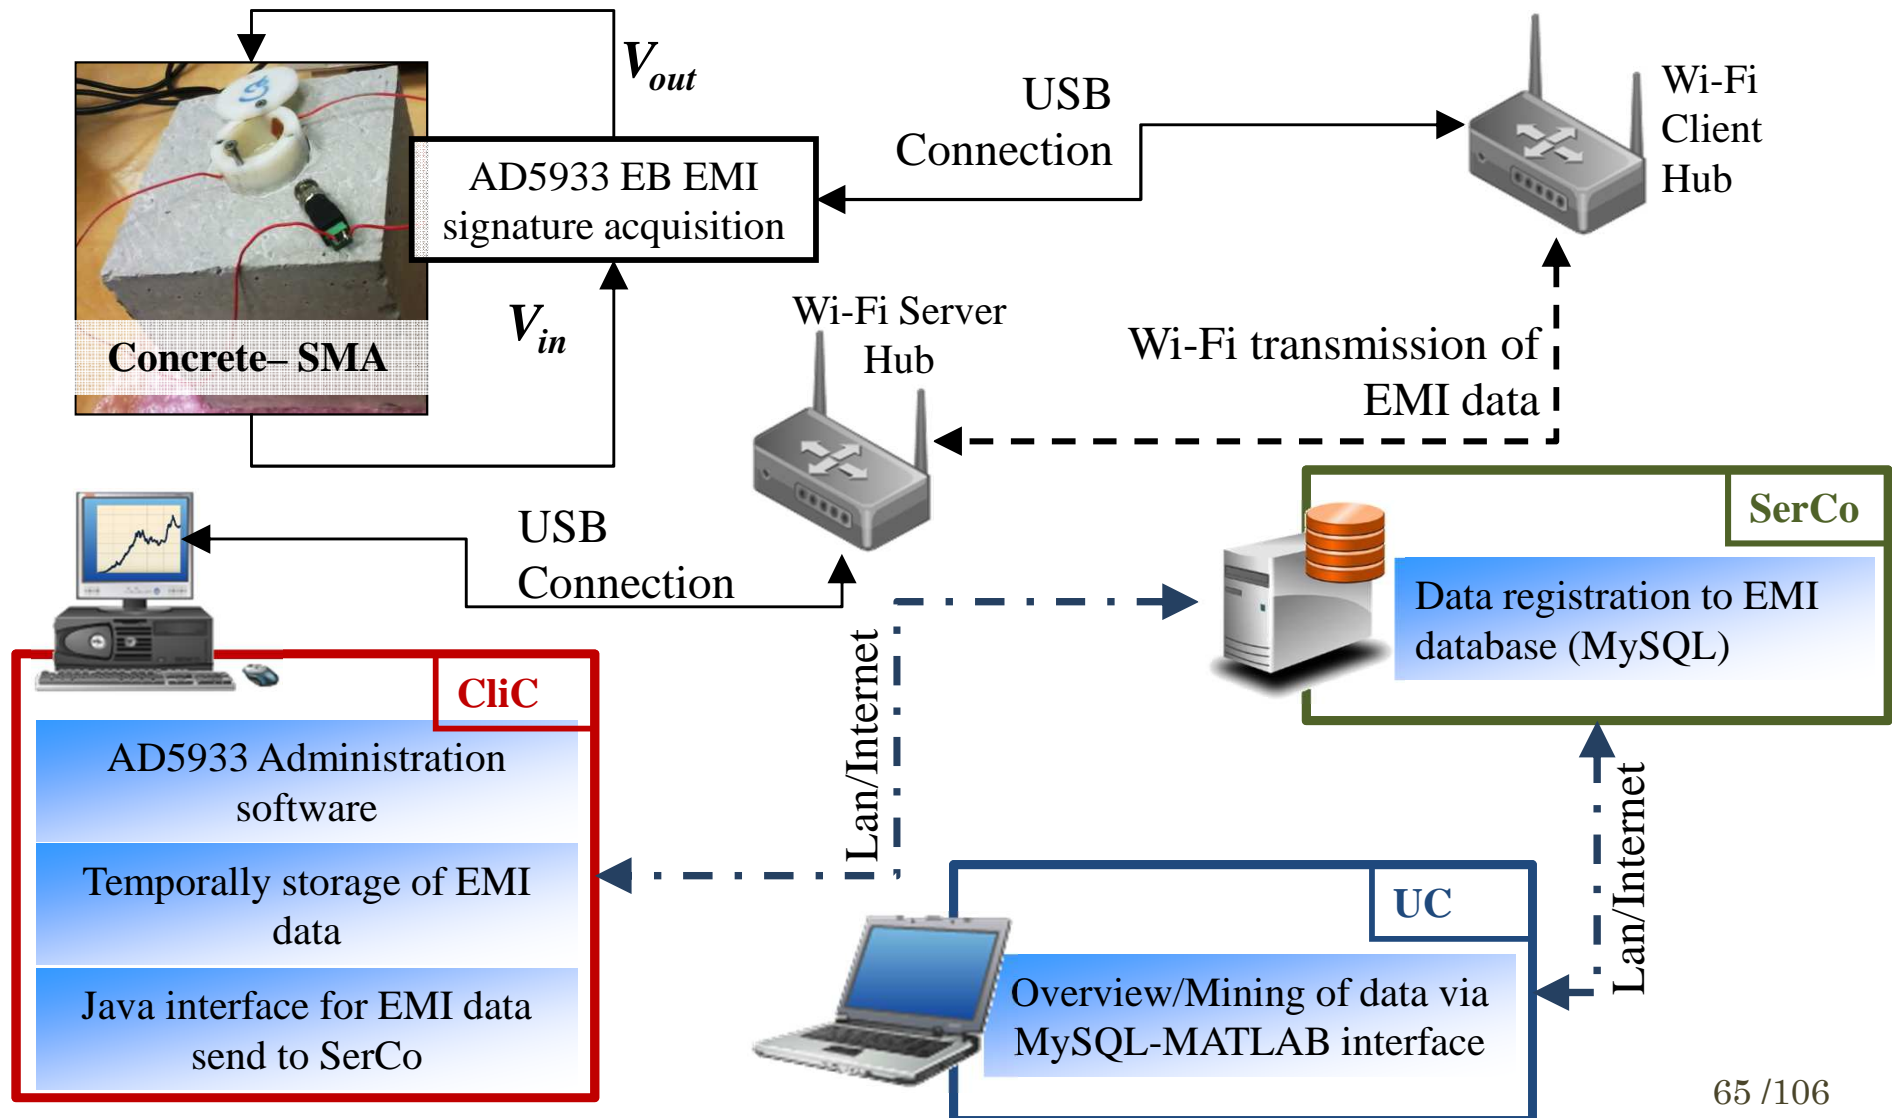 V_out
USB
Connection
Wi-Fi
Client
Hub
AD5933 EB EMI
signature acquisition
V_in
Concrete– SMA
Wi-Fi Server
Hub
Wi-Fi transmission of
EMI data
USB
Connection
SerCo
Data registration to EMI
database (MySQL)
Lan/Internet
CliC
AD5933 Administration
software
Temporally storage of EMI
data
Java interface for EMI data
send to SerCo
Lan/Internet
UC
Overview/Mining of data via
MySQL-MATLAB interface
65 /106